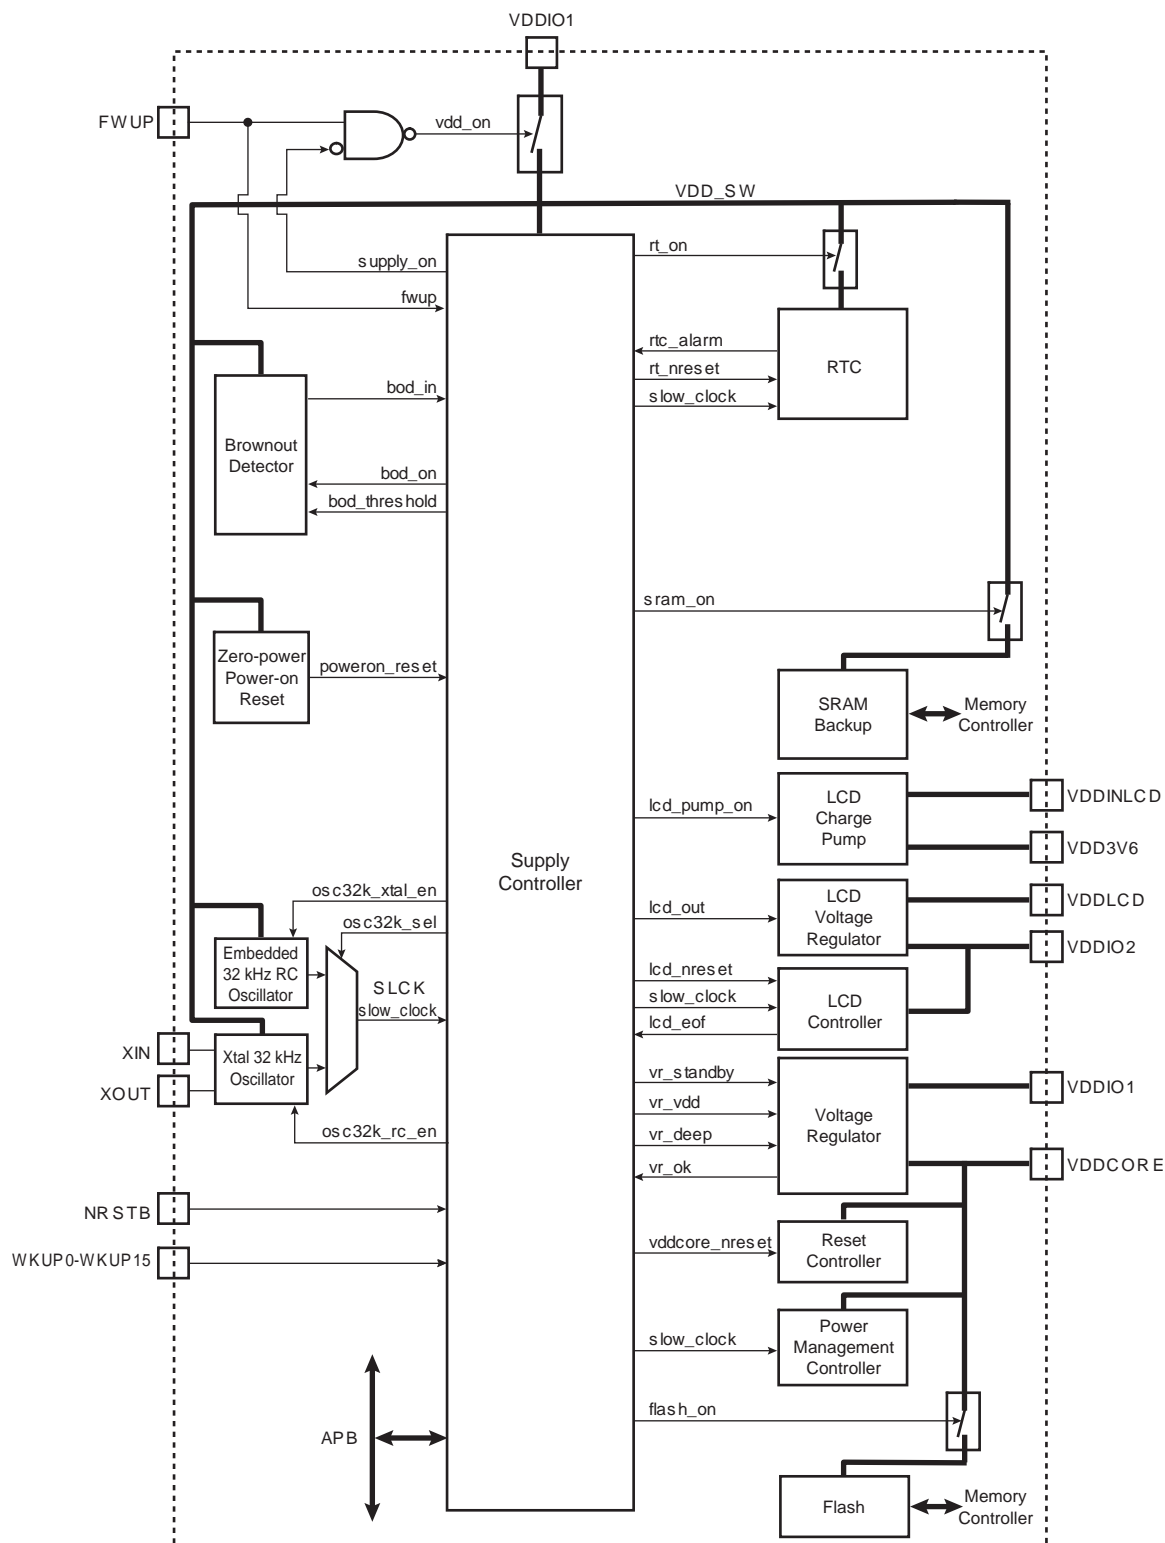 VDDIO1
FWUP
vdd_on
VDD_SW
supply_on
fwup
rt_on
rtc_alarm
rt_nreset
slow_clock
RTC
bod_in
Brownout
Detector
bod_on
bod_threshold
sram_on
Zero-power
Power-on
Reset
poweron_reset
SRAM
Backup
Memory
Controller
lcd_pump_on
LCD
Charge
Pump
VDDINLCD
VDD3V6
Supply
Controller
osc32k_xtal_en
osc32k_sel
lcd_out
LCD
Voltage
Regulator
VDDLCD
VDDIO2
Embedded
32 kHz RC
Oscillator
SLCK
slow_clock
lcd_nreset
slow_clock
lcd_eof
LCD
Controller
XIN
XOUT
Xtal 32 kHz
Oscillator
osc32k_rc_en
vr_standby
vr_vdd
vr_deep
vr_ok
Voltage
Regulator
VDDIO1
VDDCORE
NRSTB
WKUP0-WKUP15
vddcore_nreset
Reset
Controller
slow_clock
Power
Management
Controller
flash_on
APB
Flash
Memory
Controller